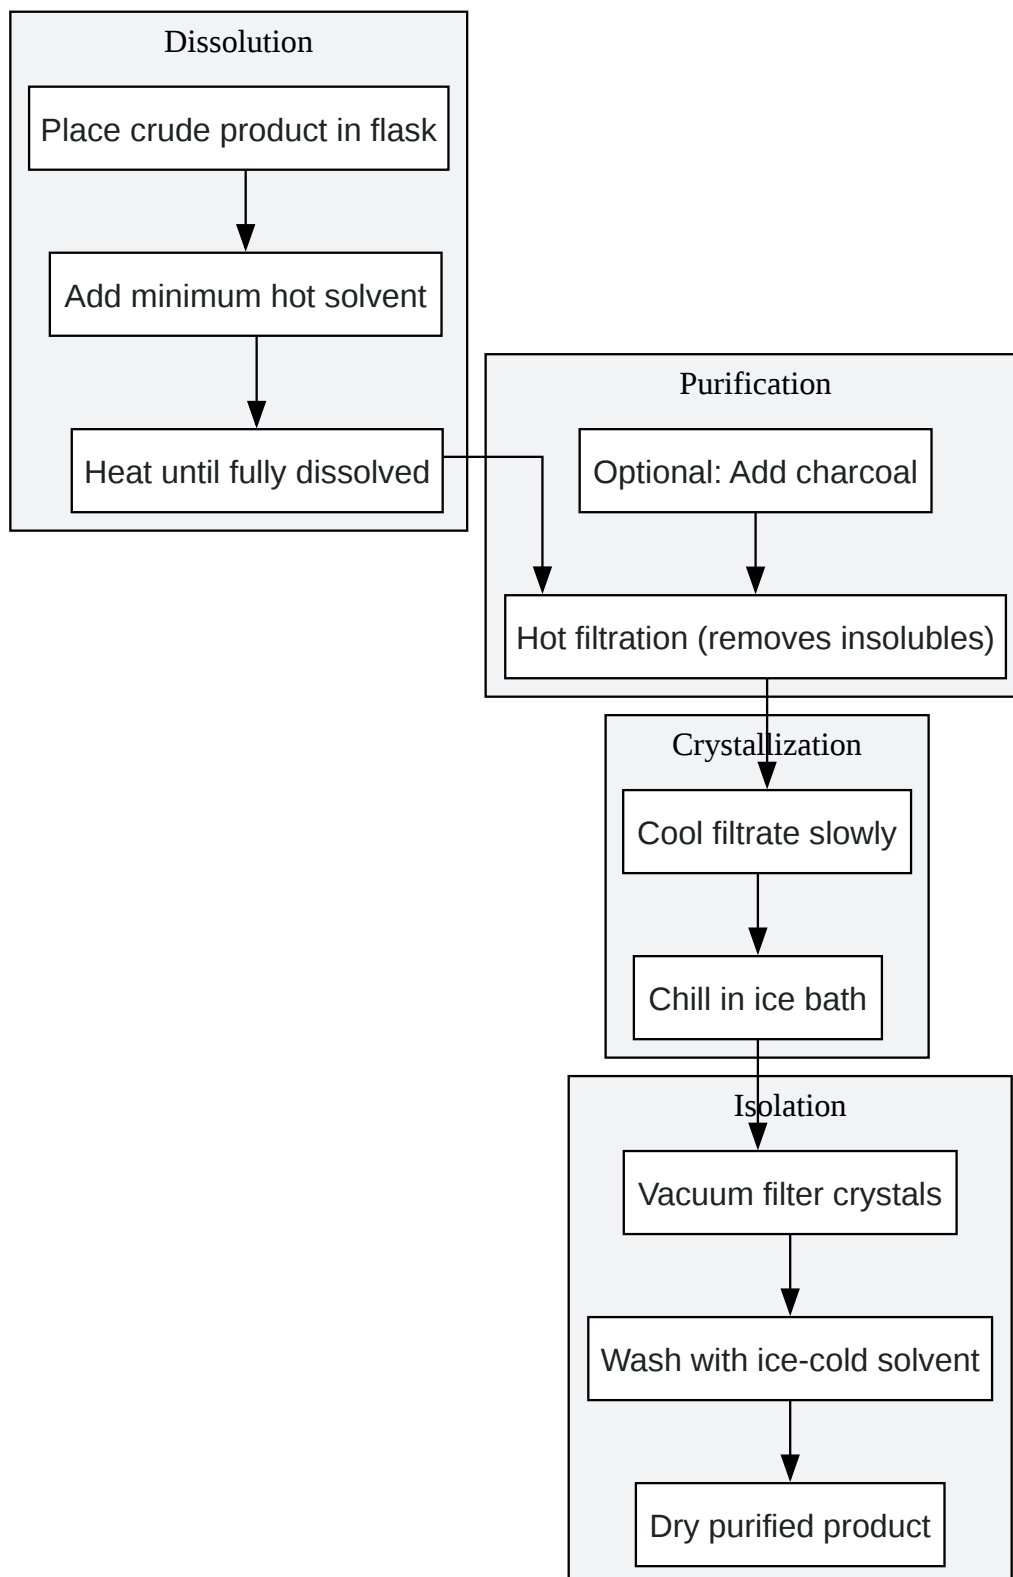 Dissolution
Place crude product in flask
Add minimum hot solvent
Heat until fully dissolved
Purification
Optional: Add charcoal
Hot filtration (removes insolubles)
Crystallization
Cool filtrate slowly
Chill in ice bath
Isolation
Vacuum filter crystals
Wash with ice-cold solvent
Dry purified product